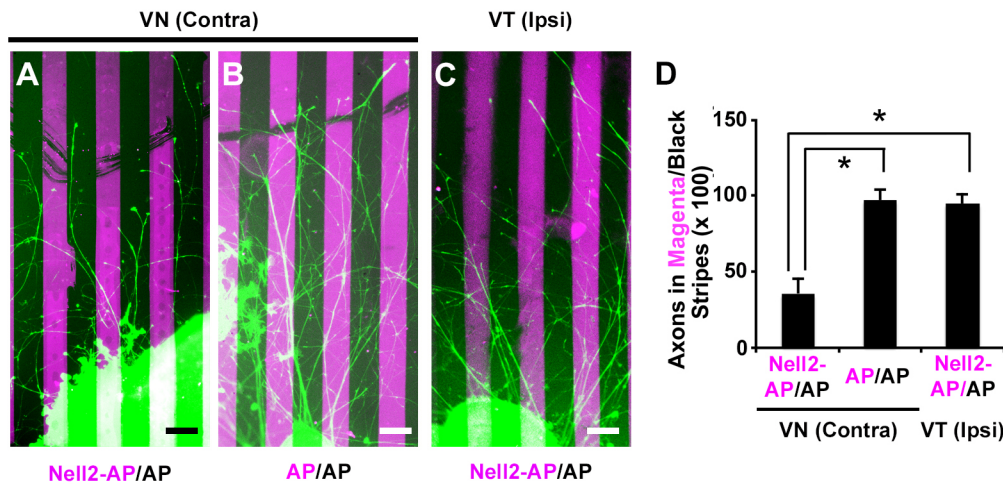 VN (Contra) VT (Ipsi)
A B C D
Axons in Magenta/Black
Stripes (x 100)
150
100
50
0
* *
Nell2-AP/AP AP/AP Nell2-AP/AP
Nell2-
AP/AP
AP/AP
Nell2-
AP/AP
VN (Contra) VT (Ipsi)